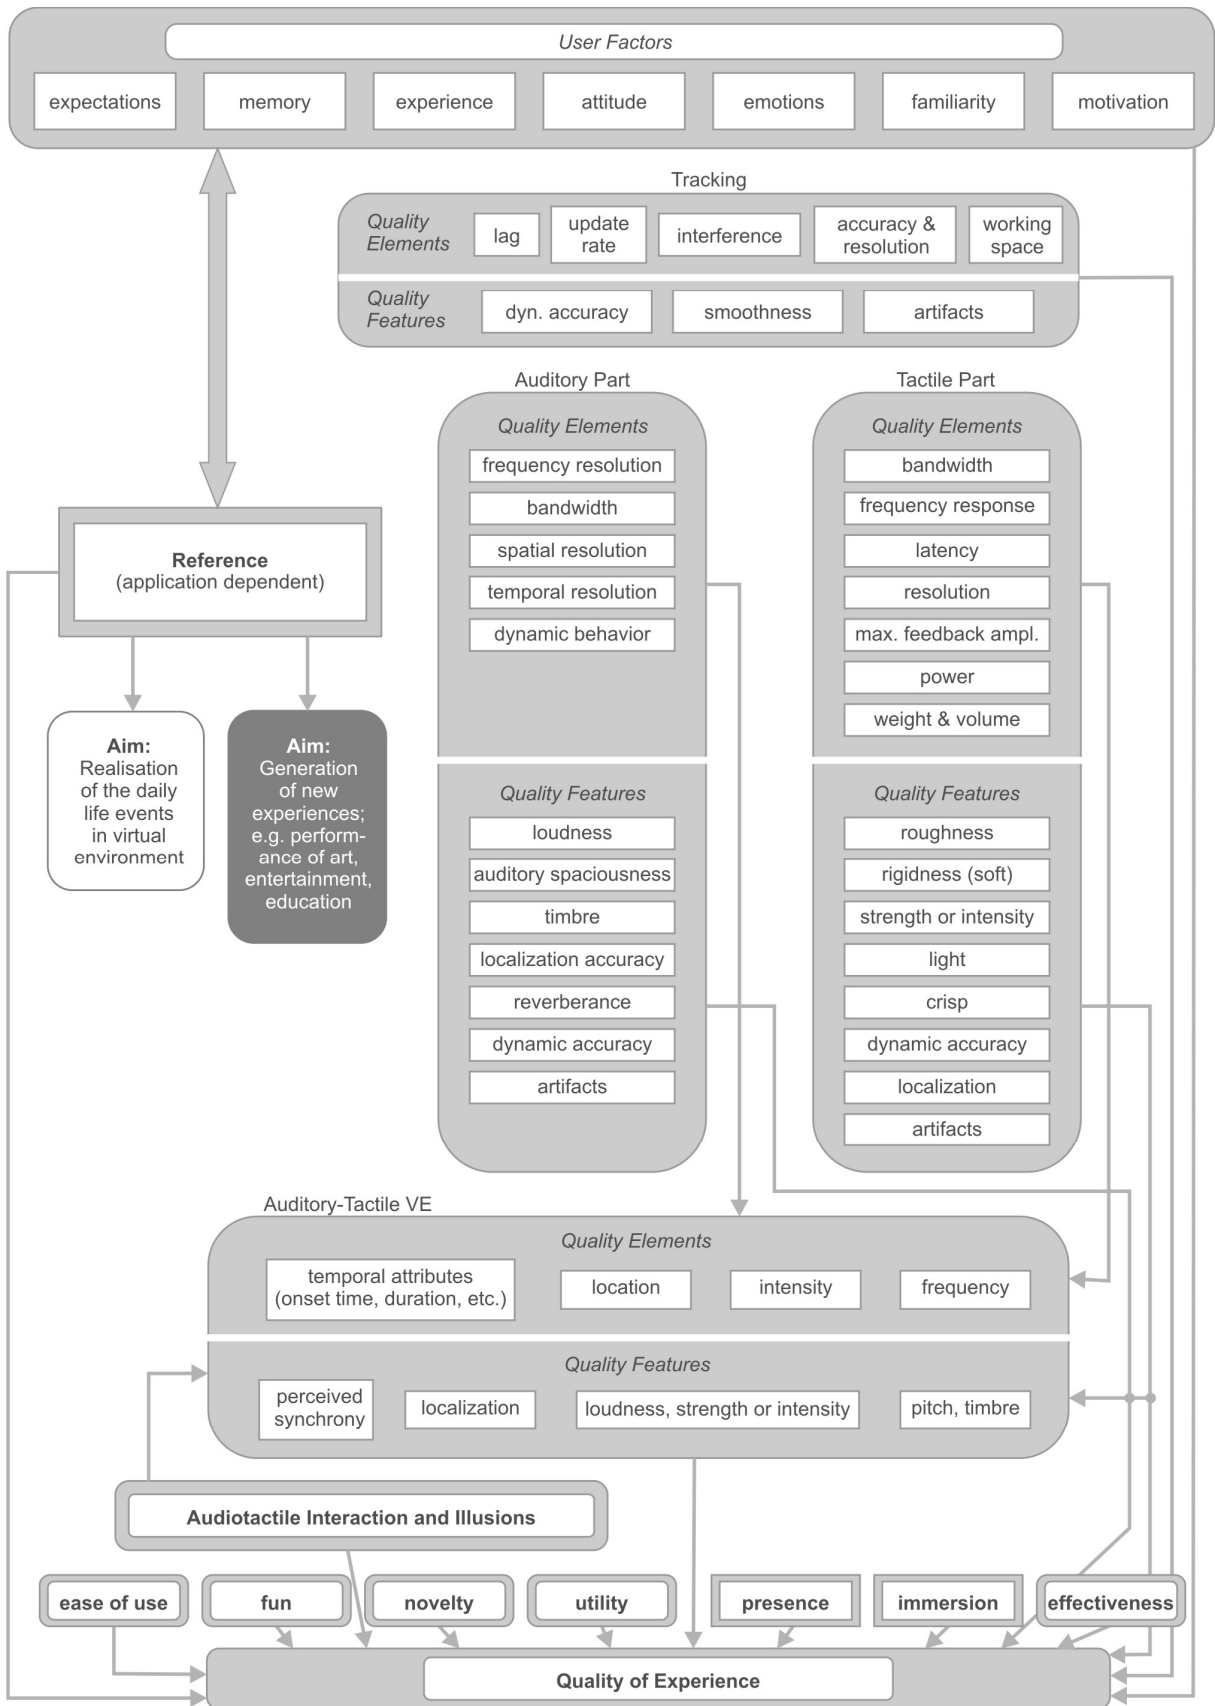 User Factors
expectations
memory
experience
attitude
emotions
familiarity
motivation
Tracking
Quality
Elements
lag
update
rate
interference
accuracy &
resolution
working
space
Quality
Features
dyn. accuracy
smoothness
artifacts
Auditory Part
Quality Elements
frequency resolution
bandwidth
spatial resolution
temporal resolution
dynamic behavior
Quality Features
loudness
auditory spaciousness
timbre
localization accuracy
reverberance
dynamic accuracy
artifacts
Tactile Part
Quality Elements
bandwidth
frequency response
latency
resolution
max. feedback ampl.
power
weight & volume
Quality Features
roughness
rigidness (soft)
strength or intensity
light
crisp
dynamic accuracy
localization
artifacts
Reference
(application dependent)
Aim:
Realisation
of the daily
life events
in virtual
environment
Aim:
Generation
of new
experiences;
e.g. perform-
ance of art,
entertainment,
education
Auditory-Tactile VE
Quality Elements
temporal attributes
(onset time, duration, etc.)
location
intensity
frequency
Quality Features
perceived
synchrony
localization
loudness, strength or intensity
pitch, timbre
Audiotactile Interaction and Illusions
ease of use
fun
novelty
utility
presence
immersion
effectiveness
Quality of Experience